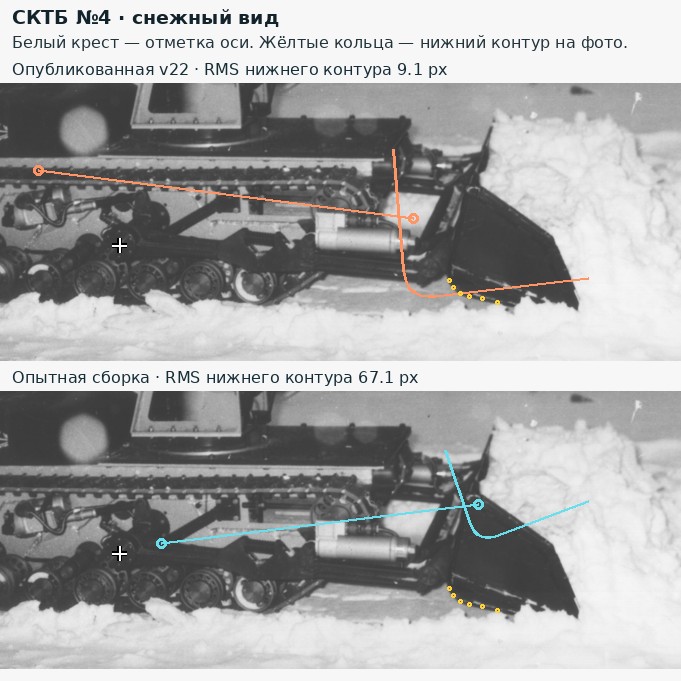 СКТБ №4 · снежный вид
Белый крест — отметка оси. Жёлтые кольца — нижний контур на фото.
Опубликованная v22 · RMS нижнего контура 9.1 px
Опытная сборка · RMS нижнего контура 67.1 px